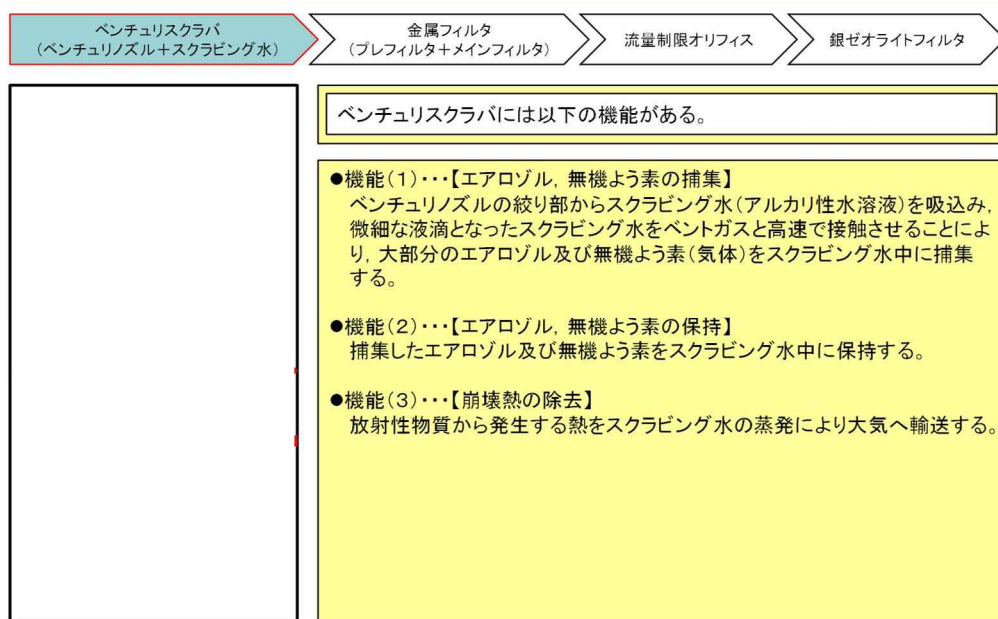 ベンチュリスクラバ
(ベンチュリノズル+スクラビング水)
金属フィルタ
(プレフィルタ+メインフィルタ)
流量制限オリフィス
銀ゼオライトフィルタ
ベンチュリスクラバには以下の機能がある。
●機能(1)・・・【エアロゾル, 無機よう素の捕集】
ベンチュリノズルの絞り部からスクラビング水(アルカリ性水溶液)を吸込み,
微細な液滴となったスクラビング水をベントガスと高速で接触させることによ
り, 大部分のエアロゾル及び無機よう素(気体)をスクラビング水中に捕集
する。
●機能(2)・・・【エアロゾル, 無機よう素の保持】
捕集したエアロゾル及び無機よう素をスクラビング水中に保持する。
●機能(3)・・・【崩壊熱の除去】
放射性物質から発生する熱をスクラビング水の蒸発により大気へ輸送する。